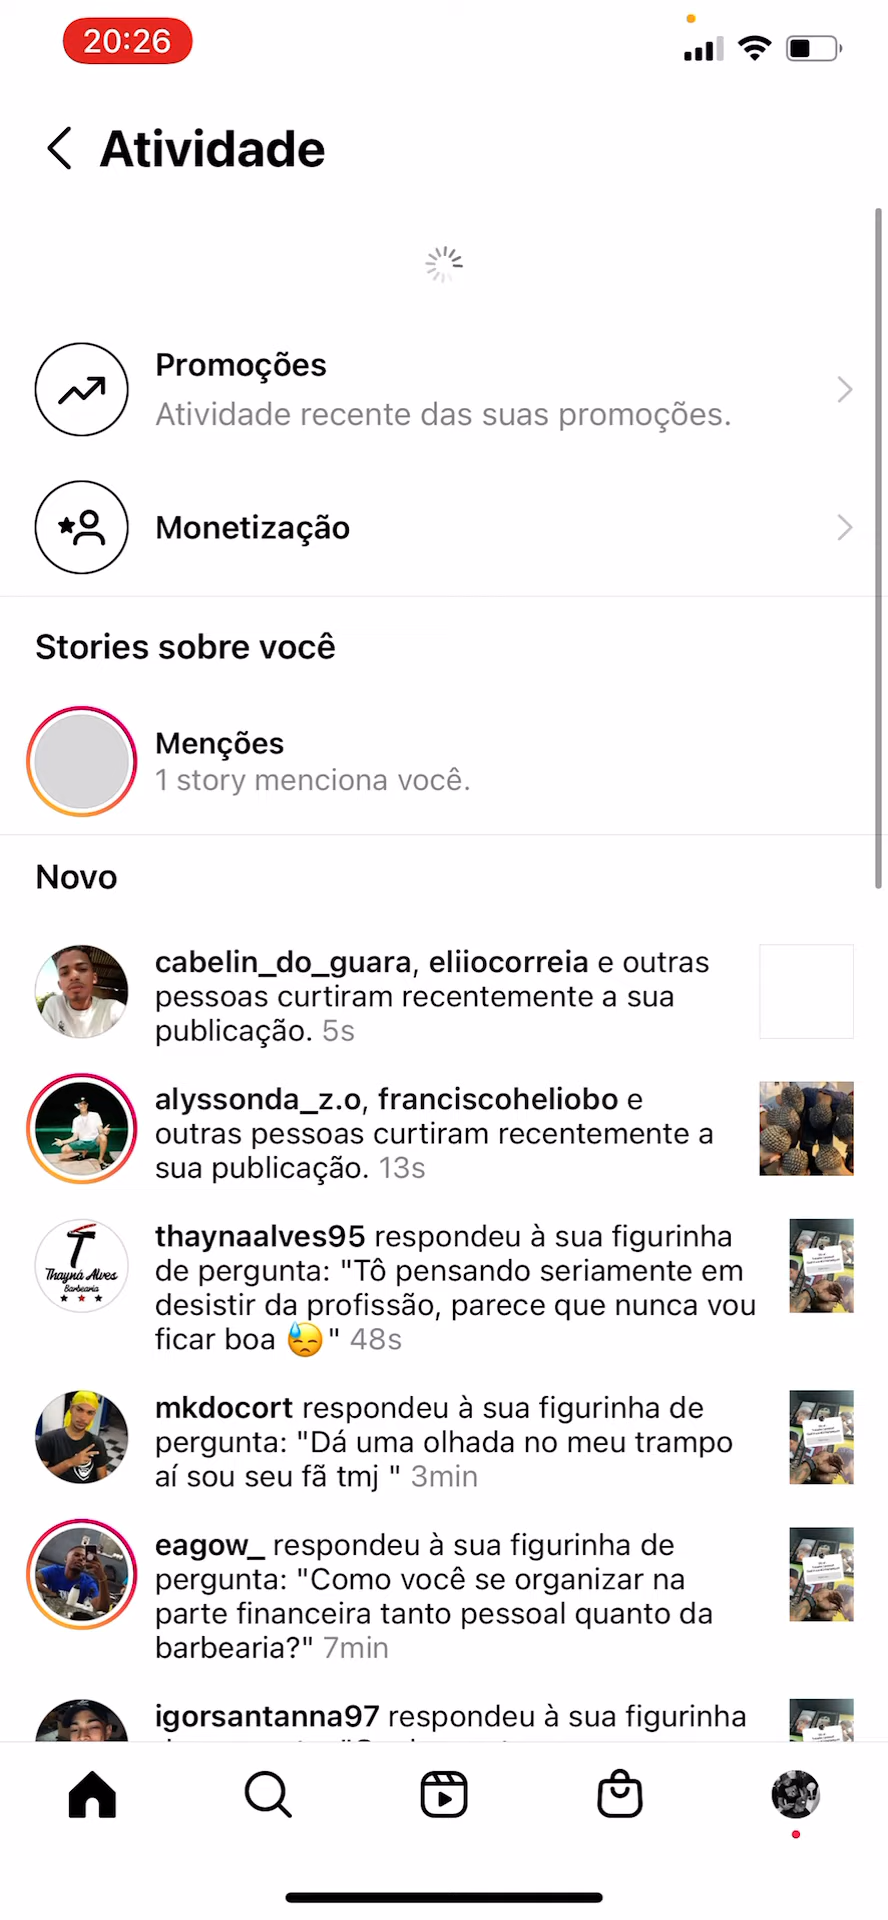 20:26
Atividade
Promoções
Atividade recente das suas promoções.
Monetização
Stories sobre você
Menções
1 story menciona você.
Novo
cabelin_do_guara, eliiocorreia e outras
pessoas curtiram recentemente a sua
publicação. 5s
alyssonda_z.o, franciscoheliobo e
outras pessoas curtiram recentemente a
sua publicação. 13s
T
Thayná Alves
Barbearia
thaynaalves95 respondeu à sua figurinha
de pergunta: "Tô pensando seriamente em
desistir da profissão, parece que nunca vou
ficar boa 😓" 48s
mkdocort respondeu à sua figurinha de
pergunta: "Dá uma olhada no meu trampo
aí sou seu fã tmj " 3min
eagow_ respondeu à sua figurinha de
pergunta: "Como você se organizar na
parte financeira tanto pessoal quanto da
barbearia?" 7min
igorsantanna97 respondeu à sua figurinha